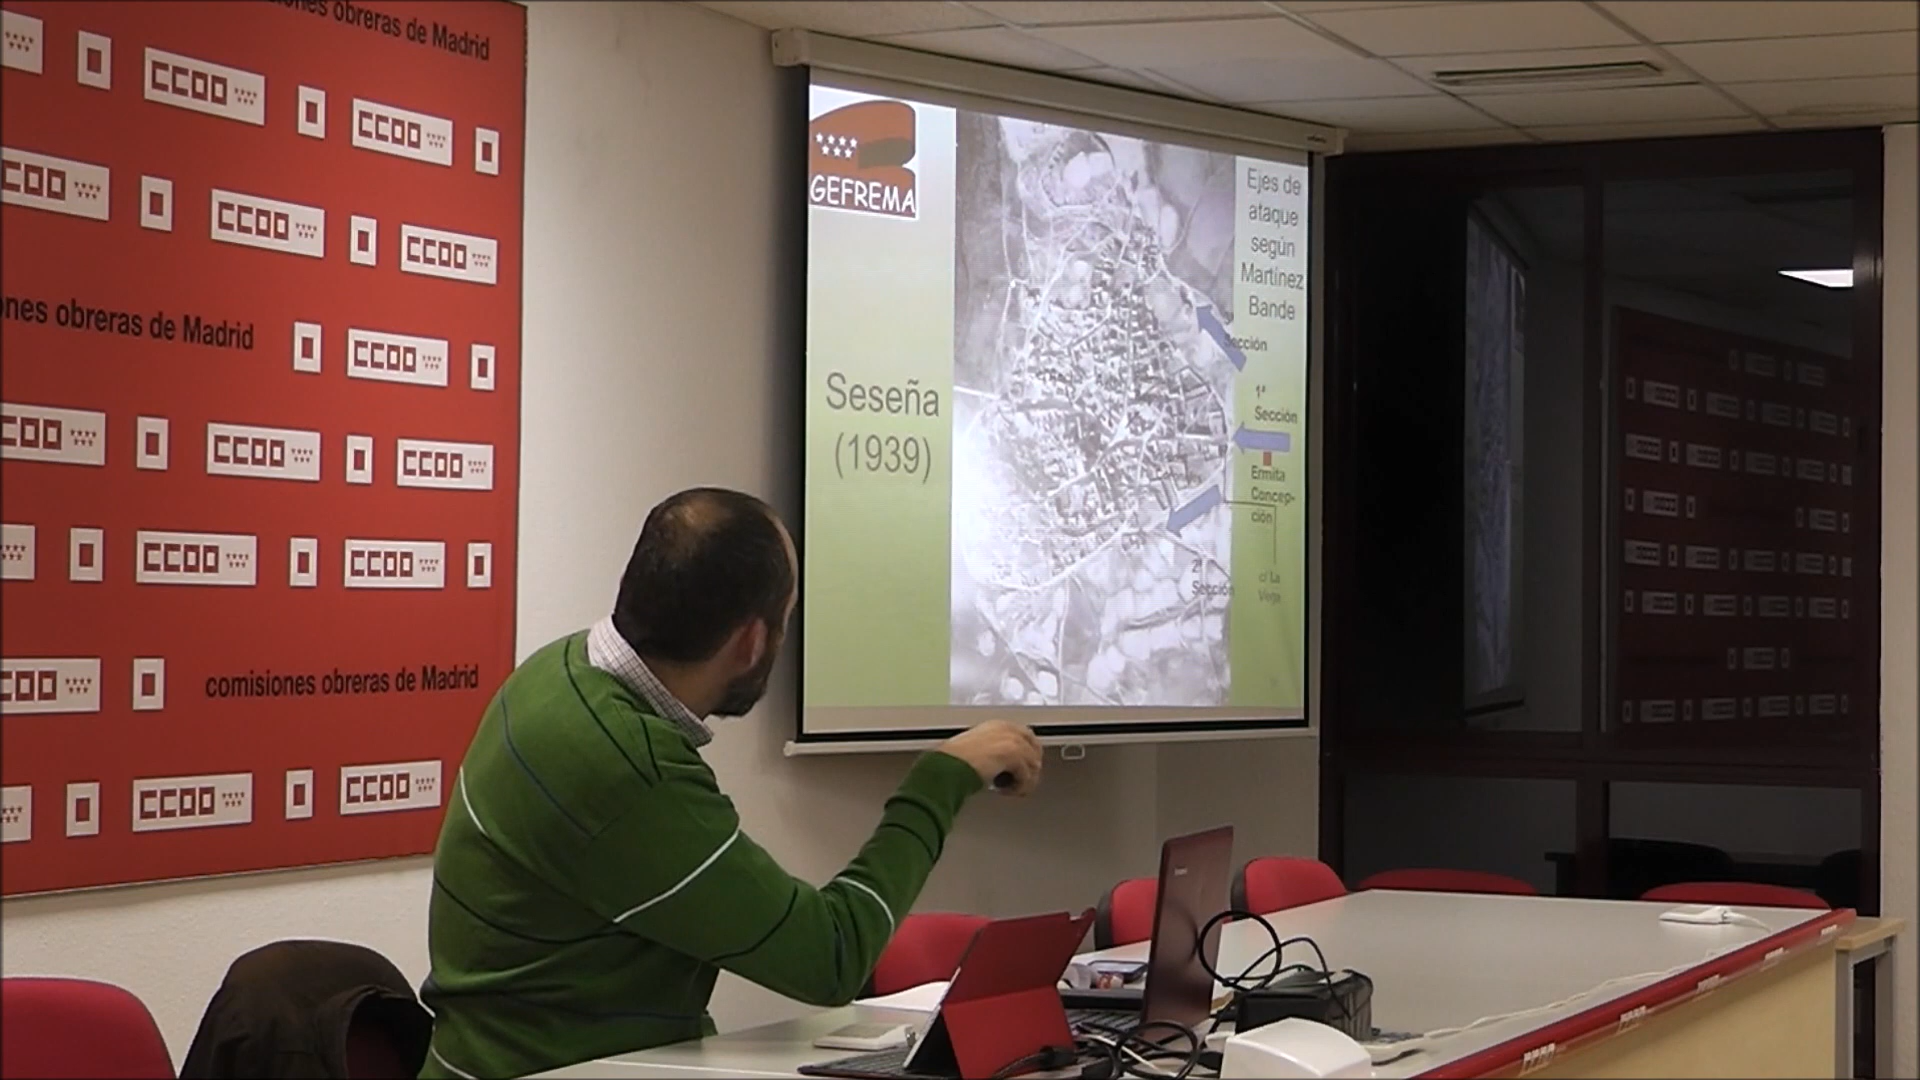 comisiones obreras de Madrid
CCOO
CCOO
CCOO
CCOO
CCOO
ones obreras de Madrid
CCOO
CCOO
CCOO
CCOO
CCOO
CCOO
comisiones obreras de Madrid
CCOO
CCOO
GEFREMA
Seseña
(1939)
Ejes de
ataque
según
Martínez
Bande
3ª
Sección
1ª
Sección
Ermita
Concep-
ción
2ª
Sección
c/ La
Vega